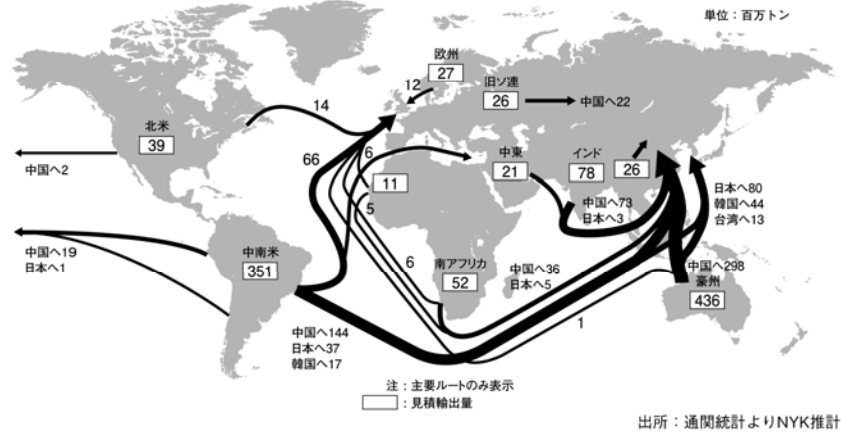 単位：百万トン
欧州
27
12
旧ソ連
26
中国へ22
14
北米
39
中国へ2
66
6
11
5
中東
21
インド
78
26
中国へ73
日本へ3
日本へ80
韓国へ44
台湾へ13
中国へ19
日本へ1
中南米
351
6
南アフリカ
52
中国へ36
日本へ5
中国へ298
豪州
436
1
中国へ144
日本へ37
韓国へ17
注：主要ルートのみ表示
：見積輸出量
出所：通関統計よりNYK推計